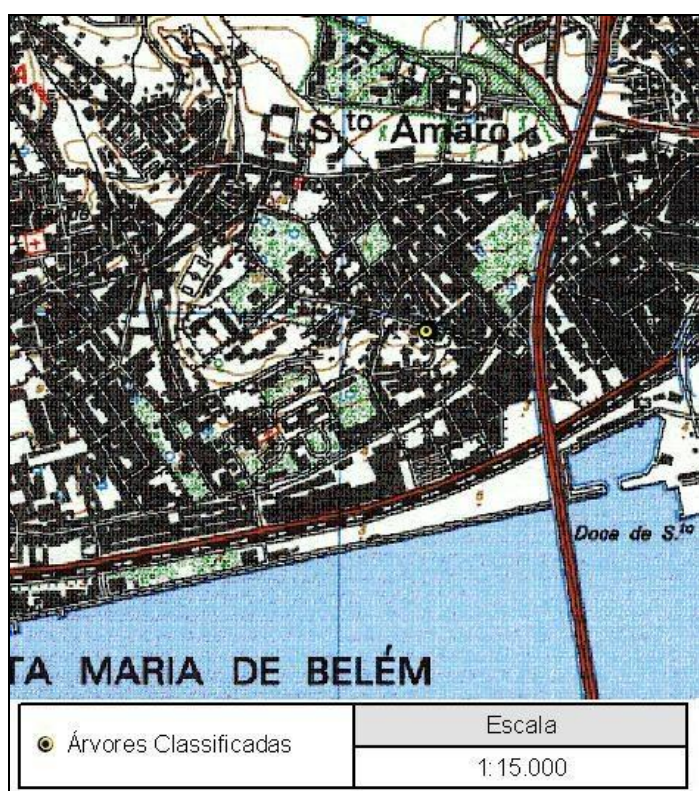 S.to Amaro
Doca de S.to
TA MARIA DE BELÉM
Árvores Classificadas
Escala
1:15.000